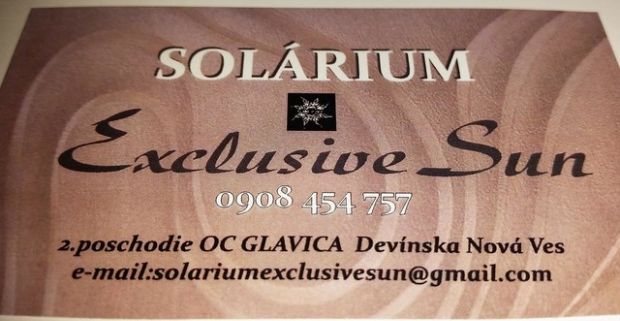 SOLÁRIUM
Exclusive Sun
0908 454 757
2.poschodie OC GLAVICA Devínska Nová Ves
e-mail:solariumexclusivesun@gmail.com